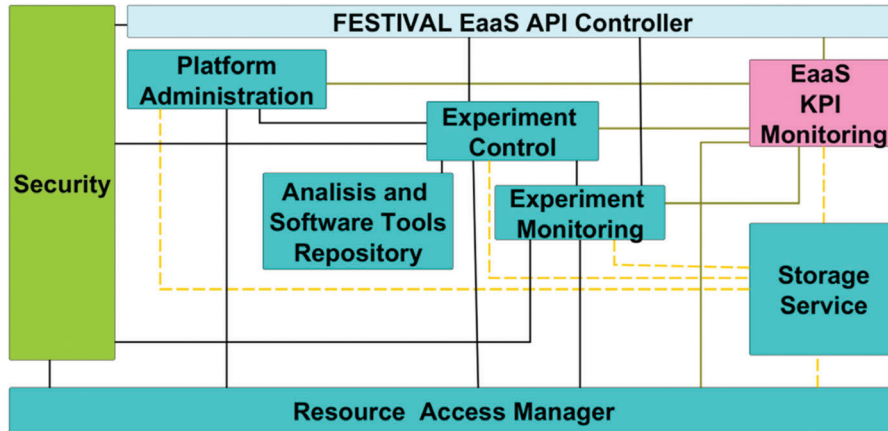 FESTIVAL EaaS API Controller
Platform
Administration
EaaS
KPI
Monitoring
Experiment
Control
Security
Analisis and
Software Tools
Repository
Experiment
Monitoring
Storage
Service
Resource Access Manager